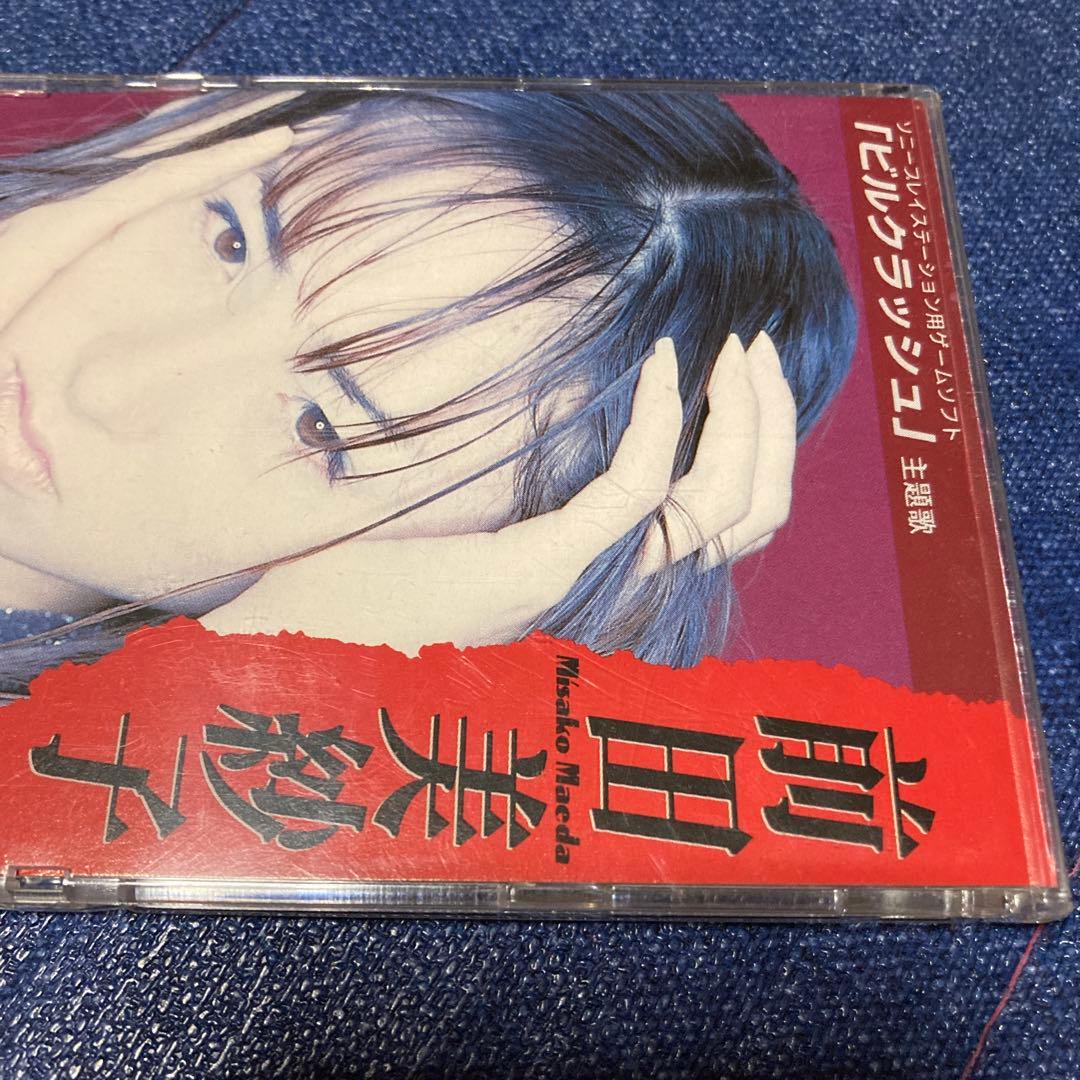 ソニープレイステーション用ゲームソフト
「ビルクラッシュ」主題歌
前田美紗子
Misako Maeda